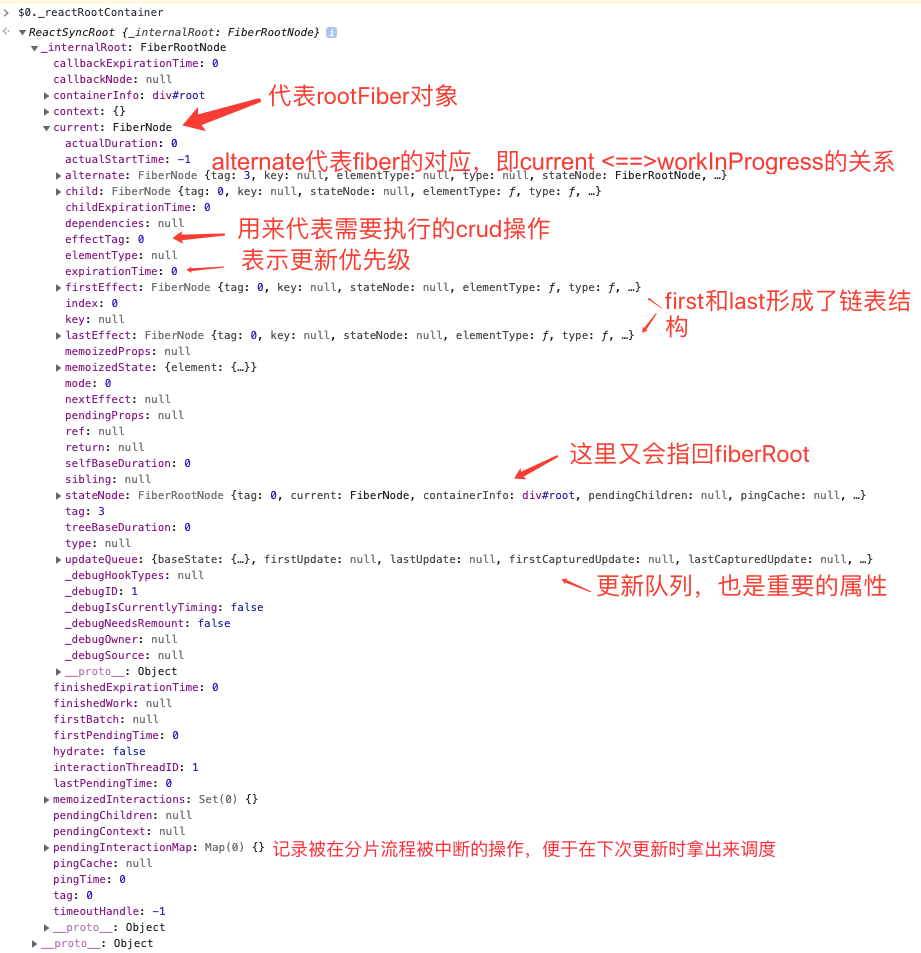 > $0._reactRootContainer
ReactSyncRoot {_internalRoot: FiberRootNode} i
_internalRoot: FiberRootNode
callbackExpirationTime: 0
callbackNode: null
containerInfo: div#root
代表rootFiber对象
context: {}
current: FiberNode
actualDuration: 0
actualStartTime: -1
alternate代表fiber的对应，即current <==>workInProgress的关系
alternate: FiberNode {tag: 3, key: null, elementType: null, type: null, stateNode: FiberRootNode, …}
child: FiberNode {tag: 0, key: null, stateNode: null, elementType: ƒ, type: ƒ, …}
childExpirationTime: 0
dependencies: null
用来代表需要执行的crud操作
effectTag: 0
elementType: null
表示更新优先级
expirationTime: 0
firstEffect: FiberNode {tag: 0, key: null, stateNode: null, elementType: ƒ, type: ƒ, …}
first和last形成了链表结
构
index: 0
key: null
lastEffect: FiberNode {tag: 0, key: null, stateNode: null, elementType: ƒ, type: ƒ, …}
memoizedProps: null
memoizedState: {element: {…}}
mode: 0
nextEffect: null
pendingProps: null
ref: null
return: null
这里又会指回fiberRoot
selfBaseDuration: 0
sibling: null
stateNode: FiberRootNode {tag: 0, current: FiberNode, containerInfo: div#root, pendingChildren: null, pingCache: null, …}
tag: 3
treeBaseDuration: 0
type: null
updateQueue: {baseState: {…}, firstUpdate: null, lastUpdate: null, firstCapturedUpdate: null, lastCapturedUpdate: null, …}
_debugHookTypes: null
更新队列，也是重要的属性
_debugID: 1
_debugIsCurrentlyTiming: false
_debugNeedsRemount: false
_debugOwner: null
_debugSource: null
__proto__: Object
finishedExpirationTime: 0
finishedWork: null
firstBatch: null
firstPendingTime: 0
hydrate: false
interactionThreadID: 1
lastPendingTime: 0
memoizedInteractions: Set(0) {}
pendingChildren: null
pendingContext: null
pendingInteractionMap: Map(0) {} 记录被在分片流程被中断的操作，便于在下次更新时拿出来调度
pingCache: null
pingTime: 0
tag: 0
timeoutHandle: -1
__proto__: Object
__proto__: Object